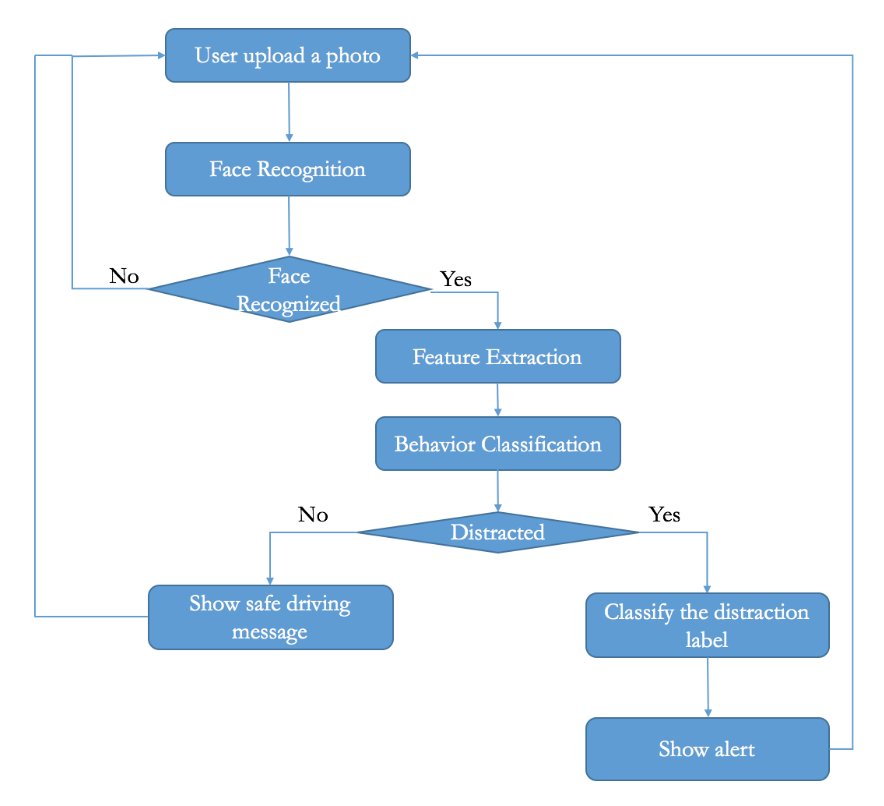 User upload a photo
Face Recognition
No
Face
Recognized
Yes
Feature Extraction
Behavior Classification
No
Distracted
Yes
Show safe driving
message
Classify the distraction
label
Show alert